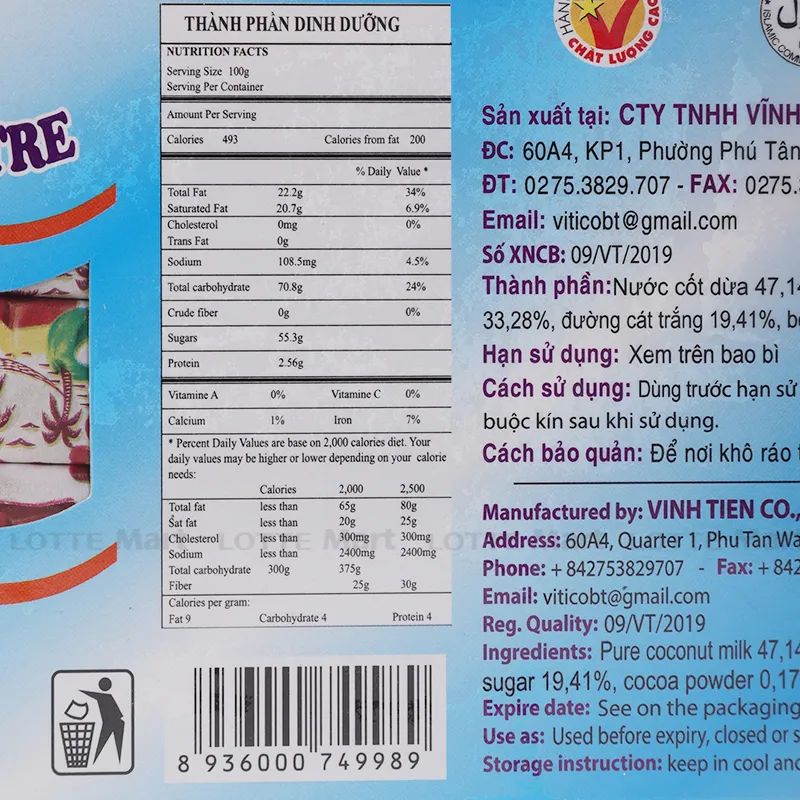 TRE
THÀNH PHẦN DINH DƯỠNG
NUTRITION FACTS
Serving Size 100g
Serving Per Container
Amount Per Serving
Calories 493 Calories from fat 200
% Daily Value *
Total Fat 22.2g 34%
Saturated Fat 20.7g 6.9%
Cholesterol 0mg 0%
Trans Fat 0g
Sodium 108.5mg 4.5%
Total carbohydrate 70.8g 24%
Crude fiber 0g 0%
Sugars 55.3g
Protein 2.56g
Vitamin A 0% Vitamin C 0%
Calcium 1% Iron 7%
* Percent Daily Values are base on 2,000 calories diet. Your
daily values may be higher or lower depending on your calorie
needs:
Calories 2,000 2,500
Total fat less than 65g 80g
Sat fat less than 20g 25g
Cholesterol less than 300mg 300mg
Sodium less than 2400mg 2400mg
Total carbohydrate 300g 375g
Fiber 25g 30g
Calories per gram:
Fat 9 Carbohydrate 4 Protein 4
8 936000 749989
HÀN
CHẤT LƯỢNG CAO
ISLAMIC COM
Sản xuất tại: CTY TNHH VĨNH
ĐC: 60A4, KP1, Phường Phú Tân
ĐT: 0275.3829.707 - FAX: 0275.
Email: viticobt@gmail.com
Số XNCB: 09/VT/2019
Thành phần:Nước cốt dừa 47,14
33,28%, đường cát trắng 19,41%, b
Hạn sử dụng: Xem trên bao bì
Cách sử dụng: Dùng trước hạn sử
buộc kín sau khi sử dụng.
Cách bảo quản: Để nơi khô ráo
Manufactured by: VINH TIEN CO.,
Address: 60A4, Quarter 1, Phu Tan Wa
Phone: + 842753829707 - Fax: + 842
Email: viticobt@gmail.com
Reg. Quality: 09/VT/2019
Ingredients: Pure coconut milk 47,14
sugar 19,41%, cocoa powder 0,17
Expire date: See on the packaging
Use as: Used before expiry, closed or s
Storage instruction: keep in cool and
LOTTE Mart LOTTE Mart LOTTE Mart